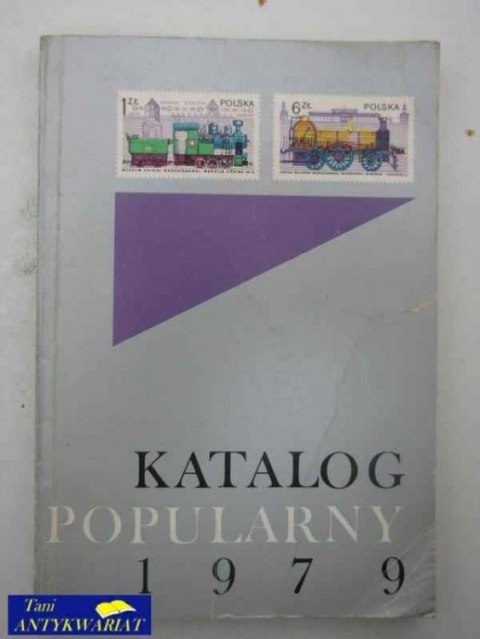 1 ZŁ POLSKA
6 ZŁ POLSKA
KATALOG
POPULARNY
1979
Tani
ANTYKWARIAT